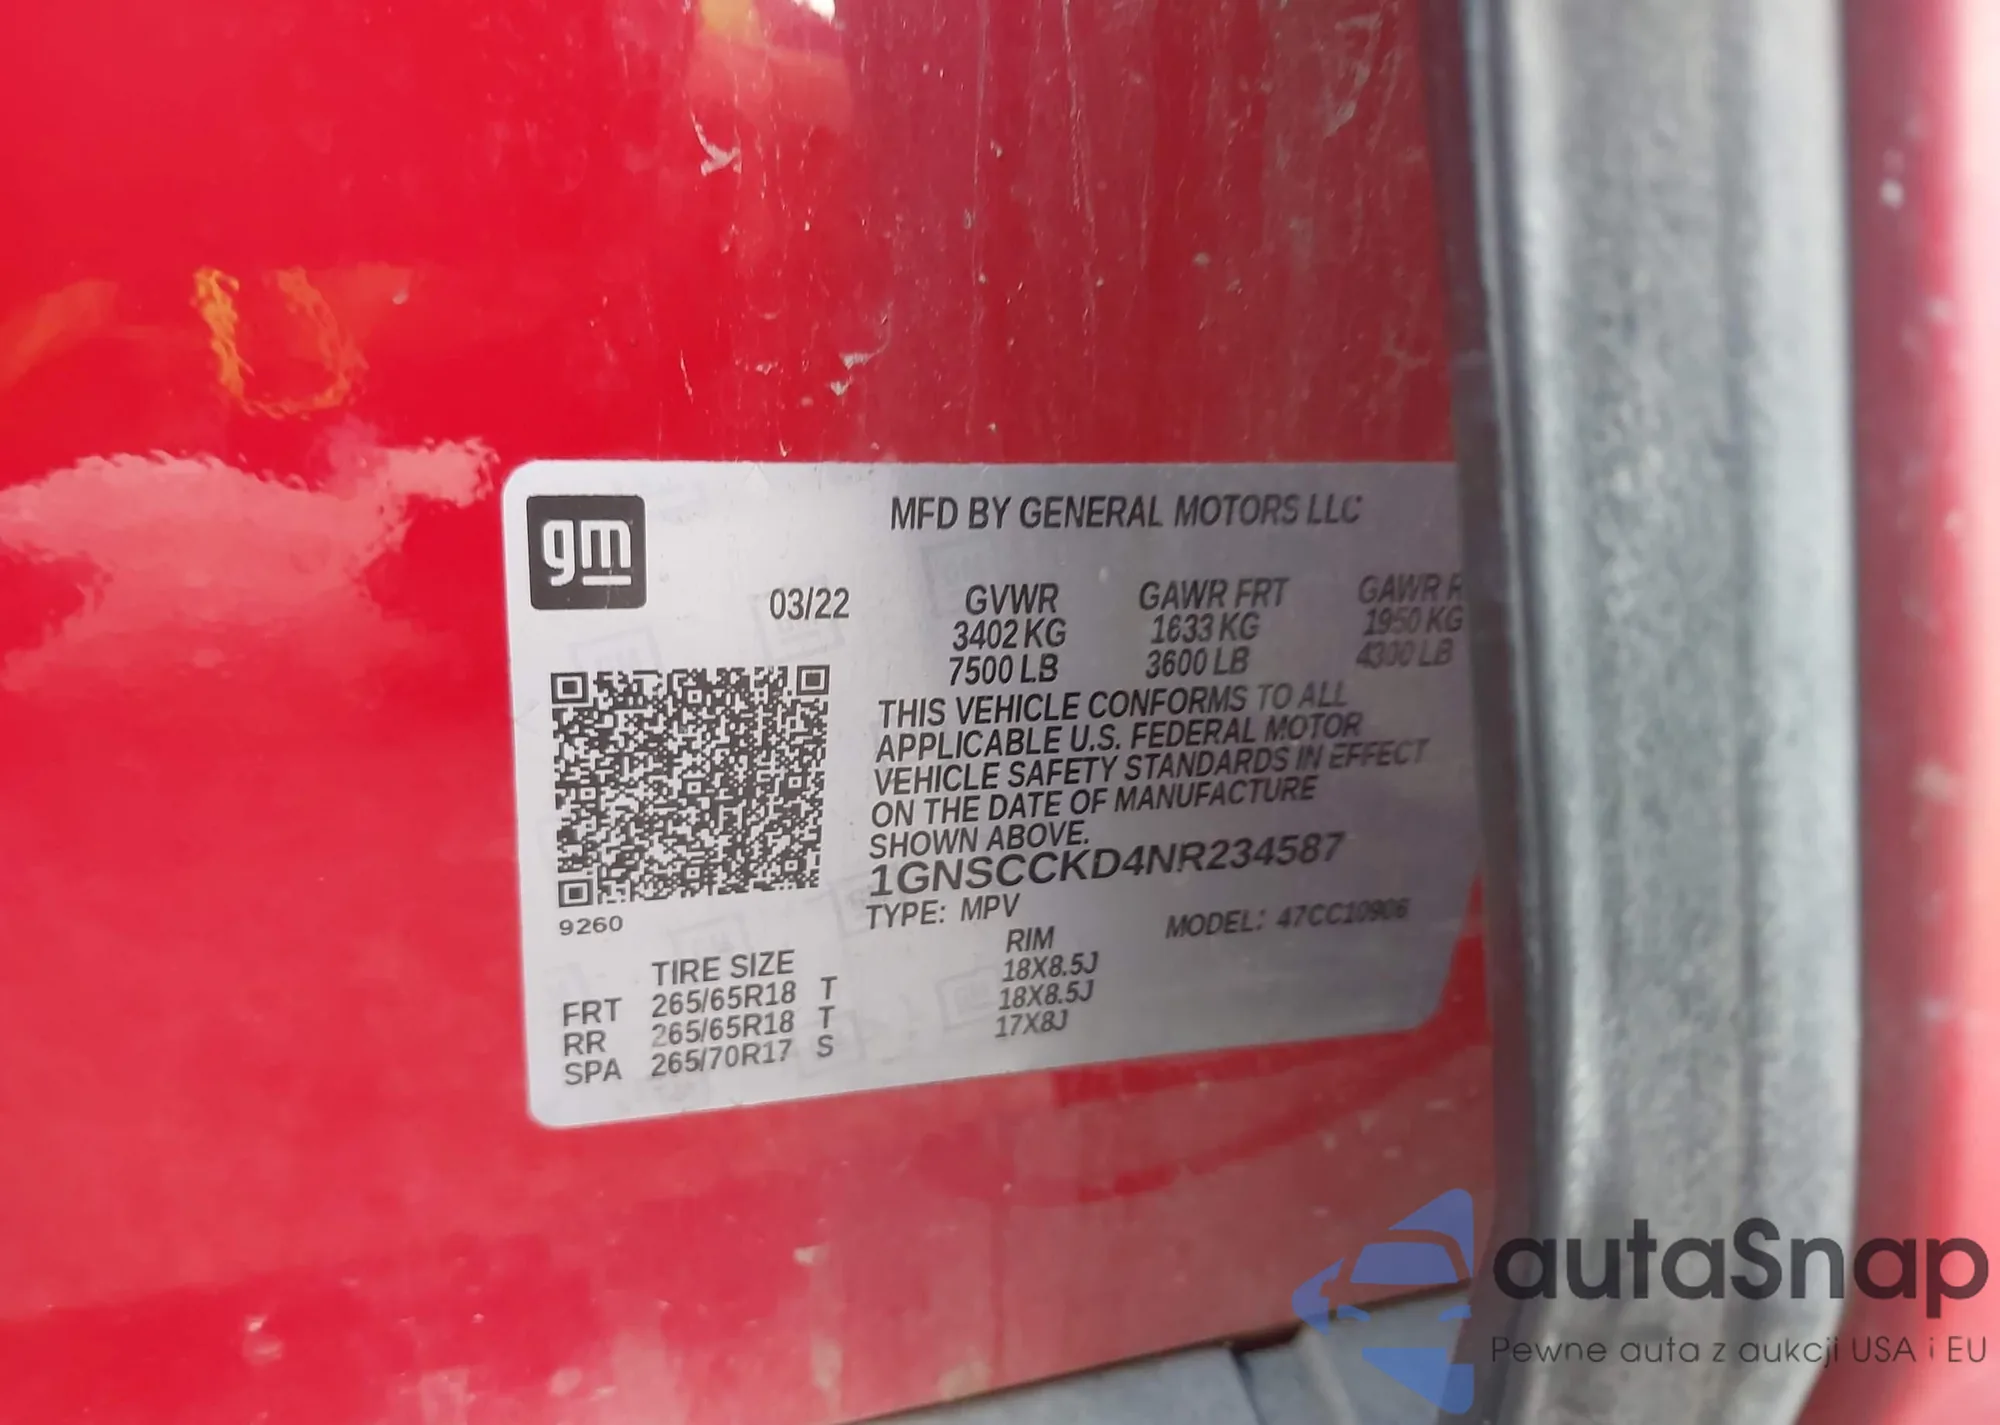 gm
MFD BY GENERAL MOTORS LLC
03/22 GVWR GAWR FRT GAWR R
3402 KG 1633 KG 1950 KG
7500 LB 3600 LB 4300 LB
THIS VEHICLE CONFORMS TO ALL
APPLICABLE U.S. FEDERAL MOTOR
VEHICLE SAFETY STANDARDS IN EFFECT
ON THE DATE OF MANUFACTURE
SHOWN ABOVE.
1GNSCCKD4NR234587
TYPE: MPV MODEL: 47CC10906
9260
TIRE SIZE RIM
FRT 265/65R18 T 18X8.5J
RR 265/65R18 T 18X8.5J
SPA 265/70R17 S 17X8J
autaSnap
Pewne auta z aukcji USA i EU